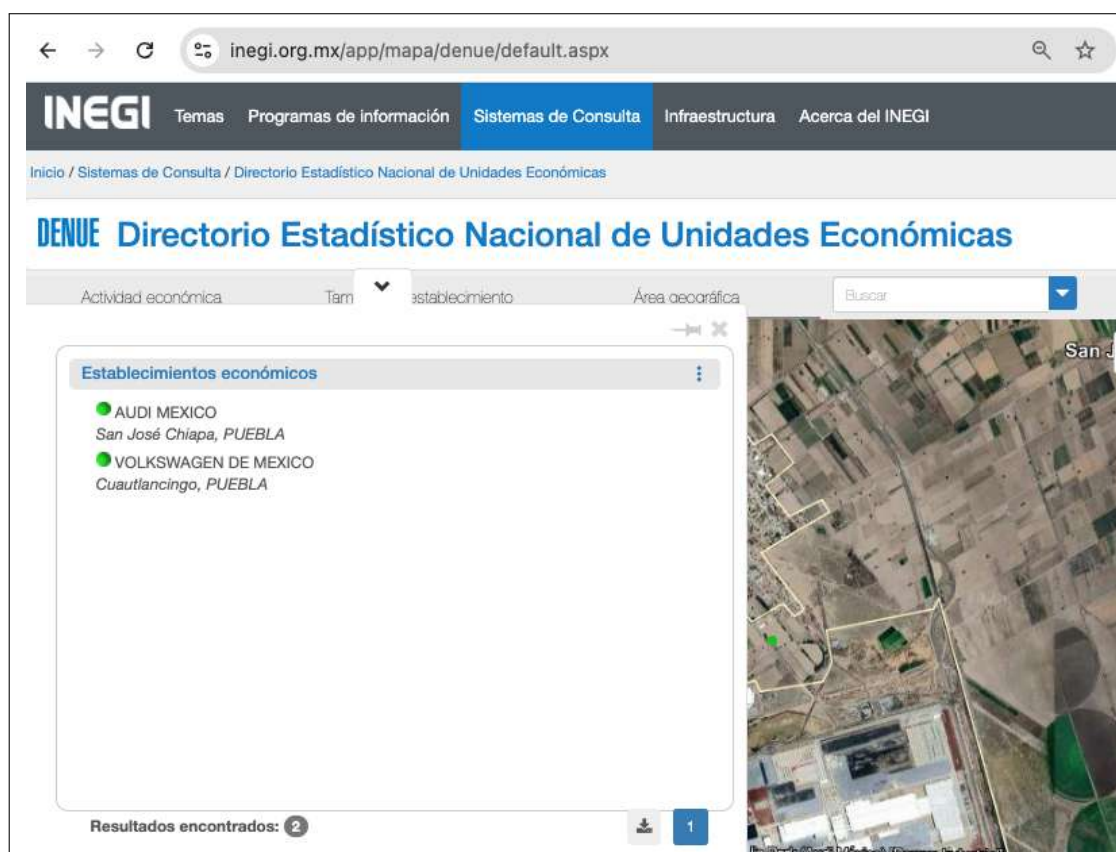 inegi.org.mx/app/mapa/denue/default.aspx
INEGI Temas Programas de información Sistemas de Consulta Infraestructura Acerca del INEGI
Inicio / Sistemas de Consulta / Directorio Estadístico Nacional de Unidades Económicas
DENUE Directorio Estadístico Nacional de Unidades Económicas
Actividad económica Tam establecimiento Área geográfica Buscar
San J
Establecimientos económicos
AUDI MEXICO
San José Chiapa, PUEBLA
VOLKSWAGEN DE MEXICO
Cuautlancingo, PUEBLA
Resultados encontrados: 2 1